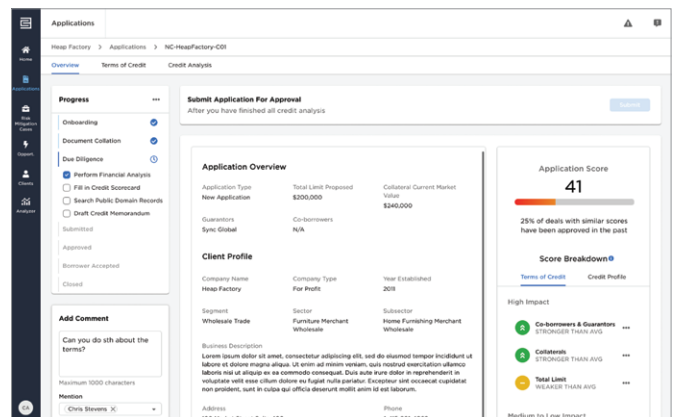 Applications
Heap Factory > Applications > NC-HeapFactory-C01
Overview Terms of Credit Credit Analysis
Home
Applications
Risk
Mitigation
Cases
Export
Clients
Analyzer
CA
Progress
Onboarding
Document Collation
Due Diligence
Perform Financial Analysis
Fill in Credit Scorecard
Search Public Domain Records
Draft Credit Memorandum
Submitted
Approved
Borrower Accepted
Closed
Add Comment
Can you do sth about the
terms?
Maximum 1000 characters
Mention
Chris Stevens
Submit Application For Approval
After you have finished all credit analysis
Submit
Application Overview
Application Type Total Limit Proposed Collateral Current Market
Value
New Application $200,000
$240,000
Guarantors Co-borrowers
Sync Global N/A
Client Profile
Company Name Company Type Year Established
Heap Factory For Profit 2011
Segment Sector Subsector
Wholesale Trade Furniture Merchant Home Furnishing Merchant
Wholesale Wholesale
Business Description
Lorem ipsum dolor sit amet, consectetur adipiscing elit, sed do eiusmod tempor incididunt ut
labore et dolore magna aliqua. Ut enim ad minim veniam, quis nostrud exercitation ullamco
laboris nisi ut aliquip ex ea commodo consequat. Duis aute irure dolor in reprehenderit in
voluptate velit esse cillum dolore eu fugiat nulla pariatur. Excepteur sint occaecat cupidatat
non proident, sunt in culpa qui officia deserunt mollit anim id est laborum.
Address Phone
Application Score
41
25% of deals with similar scores
have been approved in the past
Score Breakdown
Terms of Credit Credit Profile
High Impact
Co-borrowers & Guarantors
STRONGER THAN AVG
Collaterals
STRONGER THAN AVG
Total Limit
WEAKER THAN AVG
Medium to Low Impact